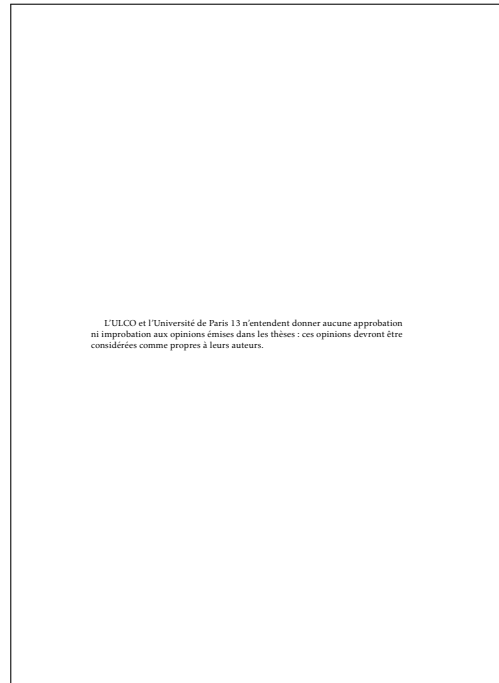 L'ULCO et l'Université de Paris 13 n'entendent donner aucune approbation
ni improbation aux opinions émises dans les thèses : ces opinions devront être
considérées comme propres à leurs auteurs.